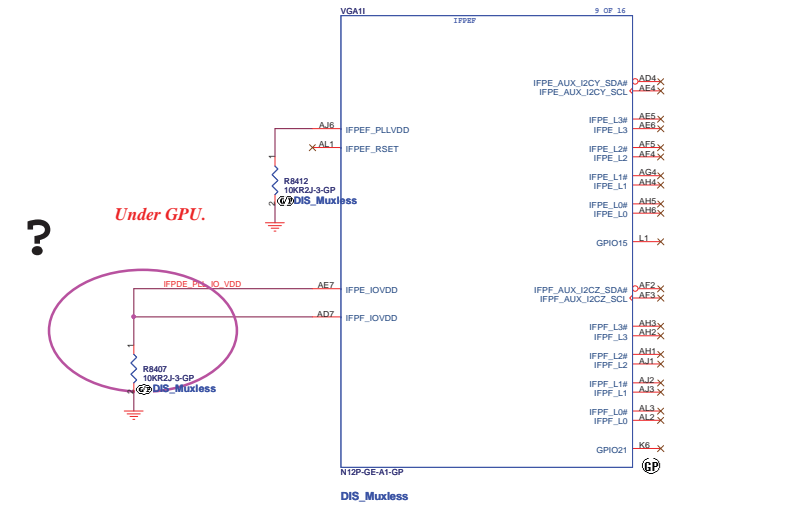 VGA1I
9 OF 16
IFPEF
IFPE_AUX_I2CY_SDA#
AD4
IFPE_AUX_I2CY_SCL
AE4
IFPE_L3#
AE5
IFPE_L3
AE6
AJ6
IFPEF_PLLVDD
AL1
IFPEF_RSET
IFPE_L2#
AF5
IFPE_L2
AF4
1
IFPE_L1#
AG4
IFPE_L1
AH4
R8412
10KR2J-3-GP
2
DIS_Muxless
IFPE_L0#
AH5
IFPE_L0
AH6
Under GPU.
?
GPIO15
L1
IFPDE_PLL_IO_VDD
AE7
IFPE_IOVDD
IFPF_AUX_I2CZ_SDA#
AF2
IFPF_AUX_I2CZ_SCL
AF3
AD7
IFPF_IOVDD
IFPF_L3#
AH3
IFPF_L3
AH2
1
IFPF_L2#
AH1
IFPF_L2
AJ1
R8407
10KR2J-3-GP
2
DIS_Muxless
IFPF_L1#
AJ2
IFPF_L1
AJ3
IFPF_L0#
AL3
IFPF_L0
AL2
GPIO21
K6
GP
N12P-GE-A1-GP
DIS_Muxless